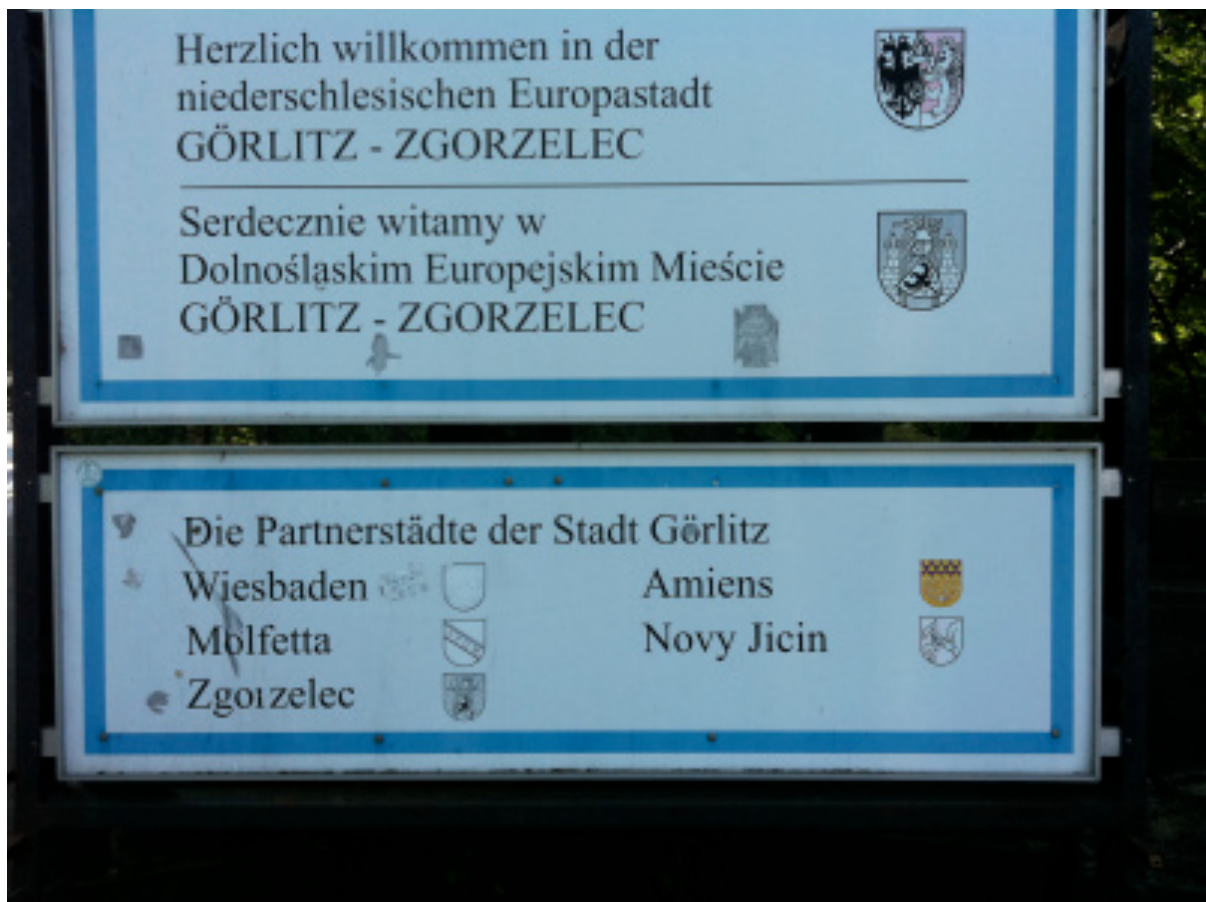 Herzlich willkommen in der
niederschlesischen Europastadt
GÖRLITZ - ZGORZELEC
Serdecznie witamy w
Dolnośląskim Europejskim Mieście
GÖRLITZ - ZGORZELEC
Die Partnerstädte der Stadt Görlitz
Wiesbaden Amiens
Molfetta Novy Jicin
Zgorzelec